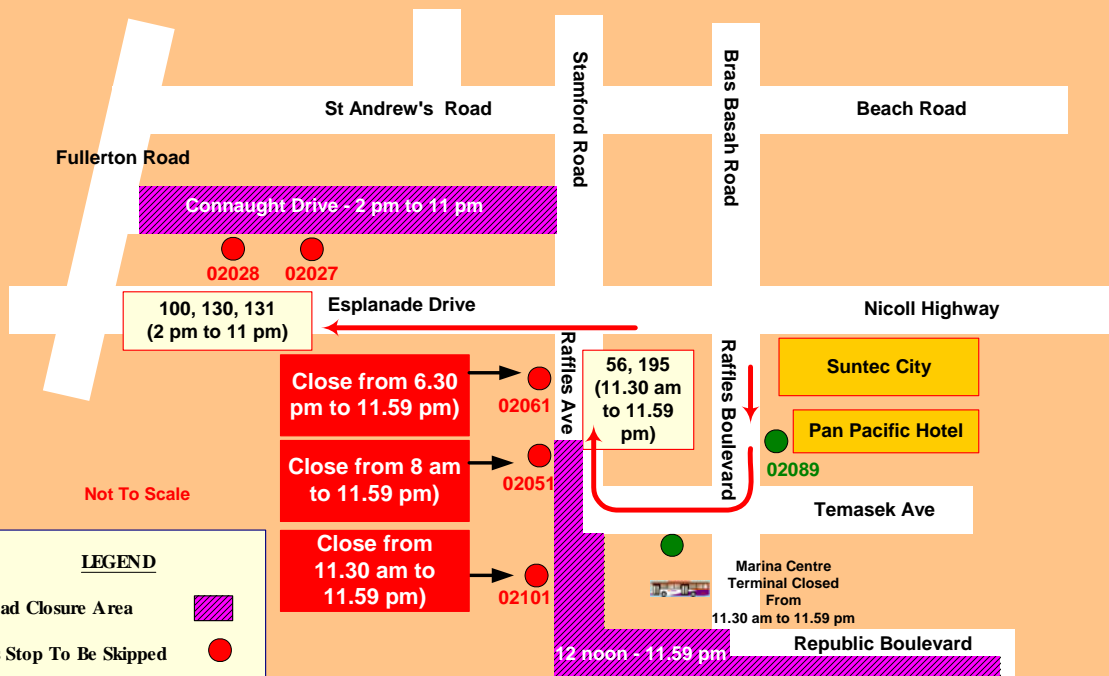 Stamford Road
Bras Basah Road
St Andrew's Road
Beach Road
Fullerton Road
Connaught Drive - 2 pm to 11 pm
02028
02027
100, 130, 131
(2 pm to 11 pm)
Esplanade Drive
Nicoll Highway
Raffles Ave
56, 195
(11.30 am
to 11.59
pm)
Raffles Boulevard
Suntec City
Pan Pacific Hotel
02089
Close from 6.30
pm to 11.59 pm)
02061
Close from 8 am
to 11.59 pm)
02051
Close from
11.30 am to
11.59 pm)
02101
Not To Scale
Temasek Ave
Marina Centre
Terminal Closed
From
11.30 am to 11.59 pm
Republic Boulevard
12 noon - 11.59 pm
LEGEND
ad Closure Area
Stop To Be Skipped